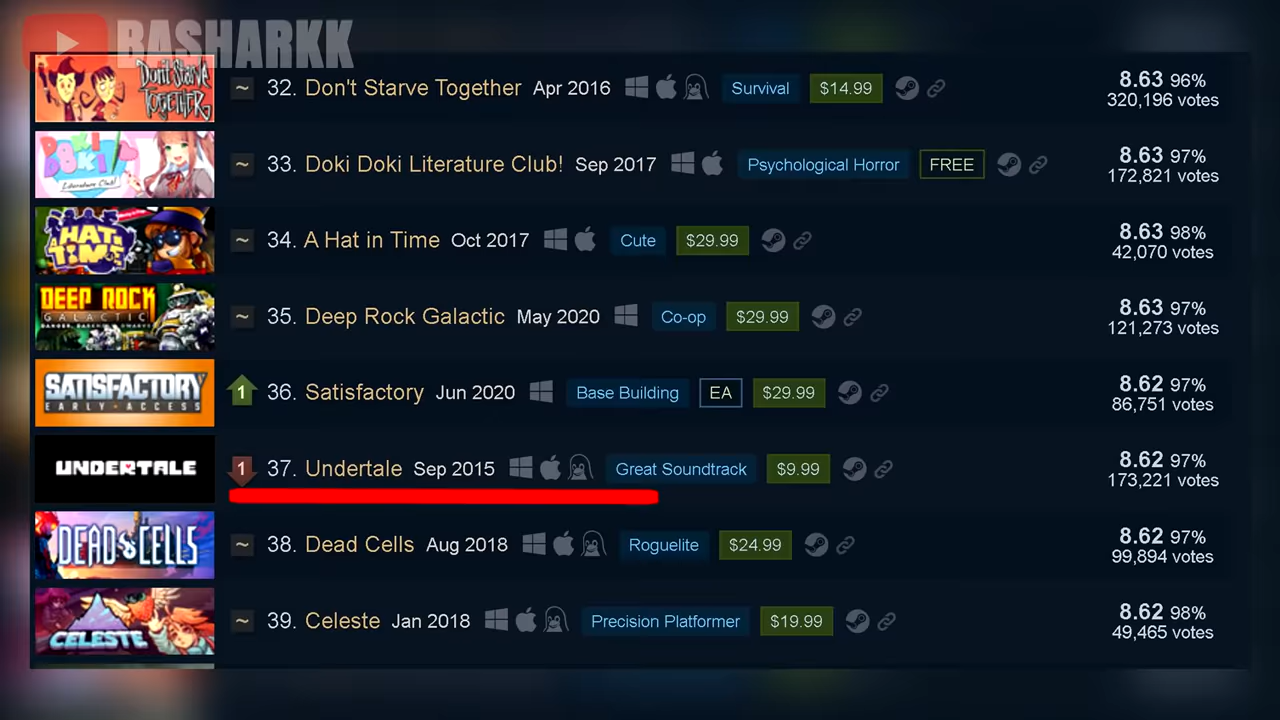 BASHARKK
Don't Starve TOGETHER
~ 32. Don't Starve Together Apr 2016 Survival $14.99 8.63 96%
320,196 votes
DOKI DOKI Literature Club!
~ 33. Doki Doki Literature Club! Sep 2017 Psychological Horror FREE 8.63 97%
172,821 votes
A HAT IN TIME
~ 34. A Hat in Time Oct 2017 Cute $29.99 8.63 98%
42,070 votes
DEEP ROCK
GALACTIC
~ 35. Deep Rock Galactic May 2020 Co-op $29.99 8.63 97%
121,273 votes
SATISFACTORY
EARLY-ACCESS
1 36. Satisfactory Jun 2020 Base Building EA $29.99 8.62 97%
86,751 votes
UNDERTALE
1 37. Undertale Sep 2015 Great Soundtrack $9.99 8.62 97%
173,221 votes
DEAD CELLS
~ 38. Dead Cells Aug 2018 Roguelite $24.99 8.62 97%
99,894 votes
CELESTE
~ 39. Celeste Jan 2018 Precision Platformer $19.99 8.62 98%
49,465 votes